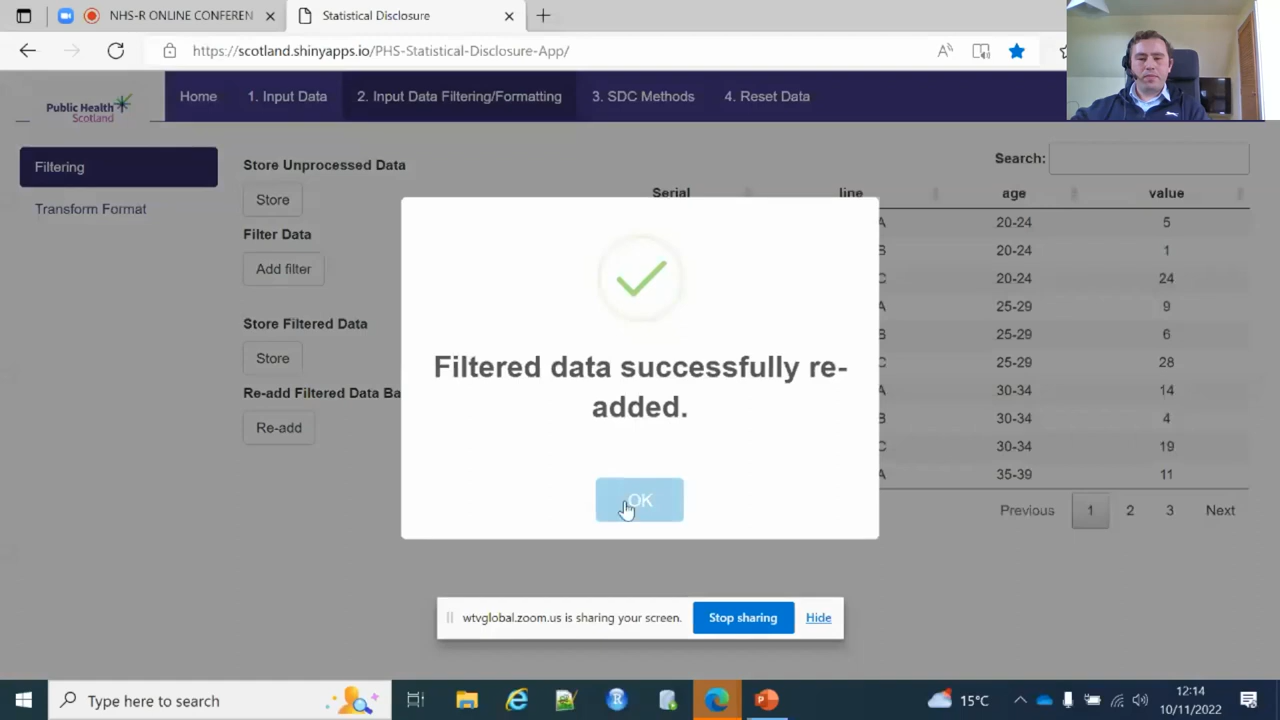 NHS-R ONLINE CONFEREN
Statistical Disclosure
https://scotland.shinyapps.io/PHS-Statistical-Disclosure-App/
Public Health
Scotland
Home
1. Input Data
2. Input Data Filtering/Formatting
3. SDC Methods
4. Reset Data
Filtering
Transform Format
Store Unprocessed Data
Store
Filter Data
Add filter
Store Filtered Data
Store
Re-add Filtered Data Ba
Re-add
Search:
Serial line age value
A 20-24 5
B 20-24 1
C 20-24 24
A 25-29 9
B 25-29 6
C 25-29 28
A 30-34 14
B 30-34 4
C 30-34 19
A 35-39 11
Previous 1 2 3 Next
Filtered data successfully re-
added.
OK
wtvglobal.zoom.us is sharing your screen.
Stop sharing
Hide
Type here to search
15°C
12:14
10/11/2022